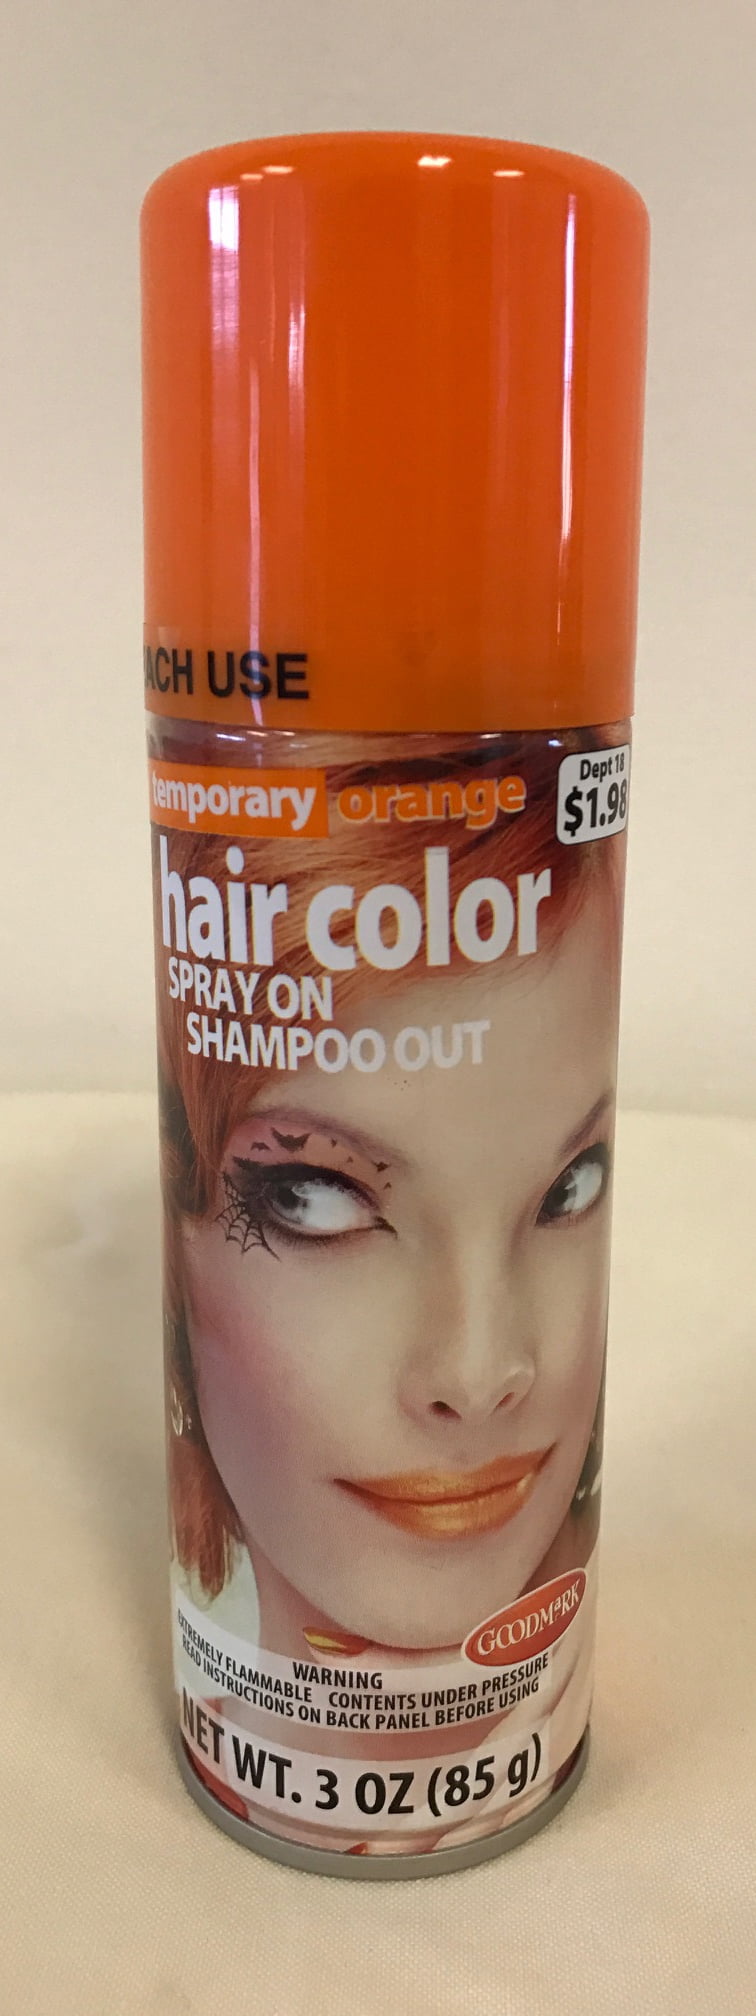 ACH USE
temporary orange
Dept 18
$1.98
hair color
SPRAY ON
SHAMPOO OUT
GOODMaRK
WARNING
EXTREMELY FLAMMABLE CONTENTS UNDER PRESSURE
READ INSTRUCTIONS ON BACK PANEL BEFORE USING
NET WT. 3 OZ (85 g)